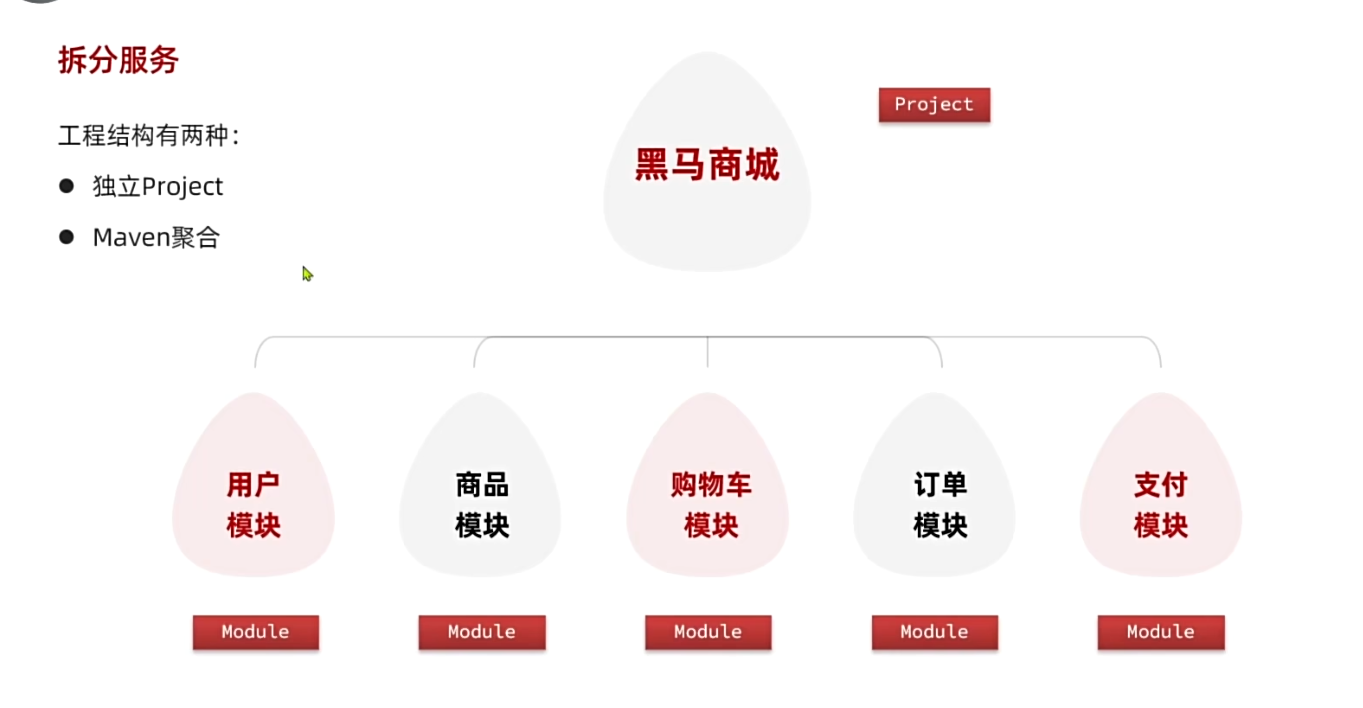 拆分服务
工程结构有两种：
● 独立Project
● Maven聚合
黑马商城
Project
用户
模块
商品
模块
购物车
模块
订单
模块
支付
模块
Module
Module
Module
Module
Module